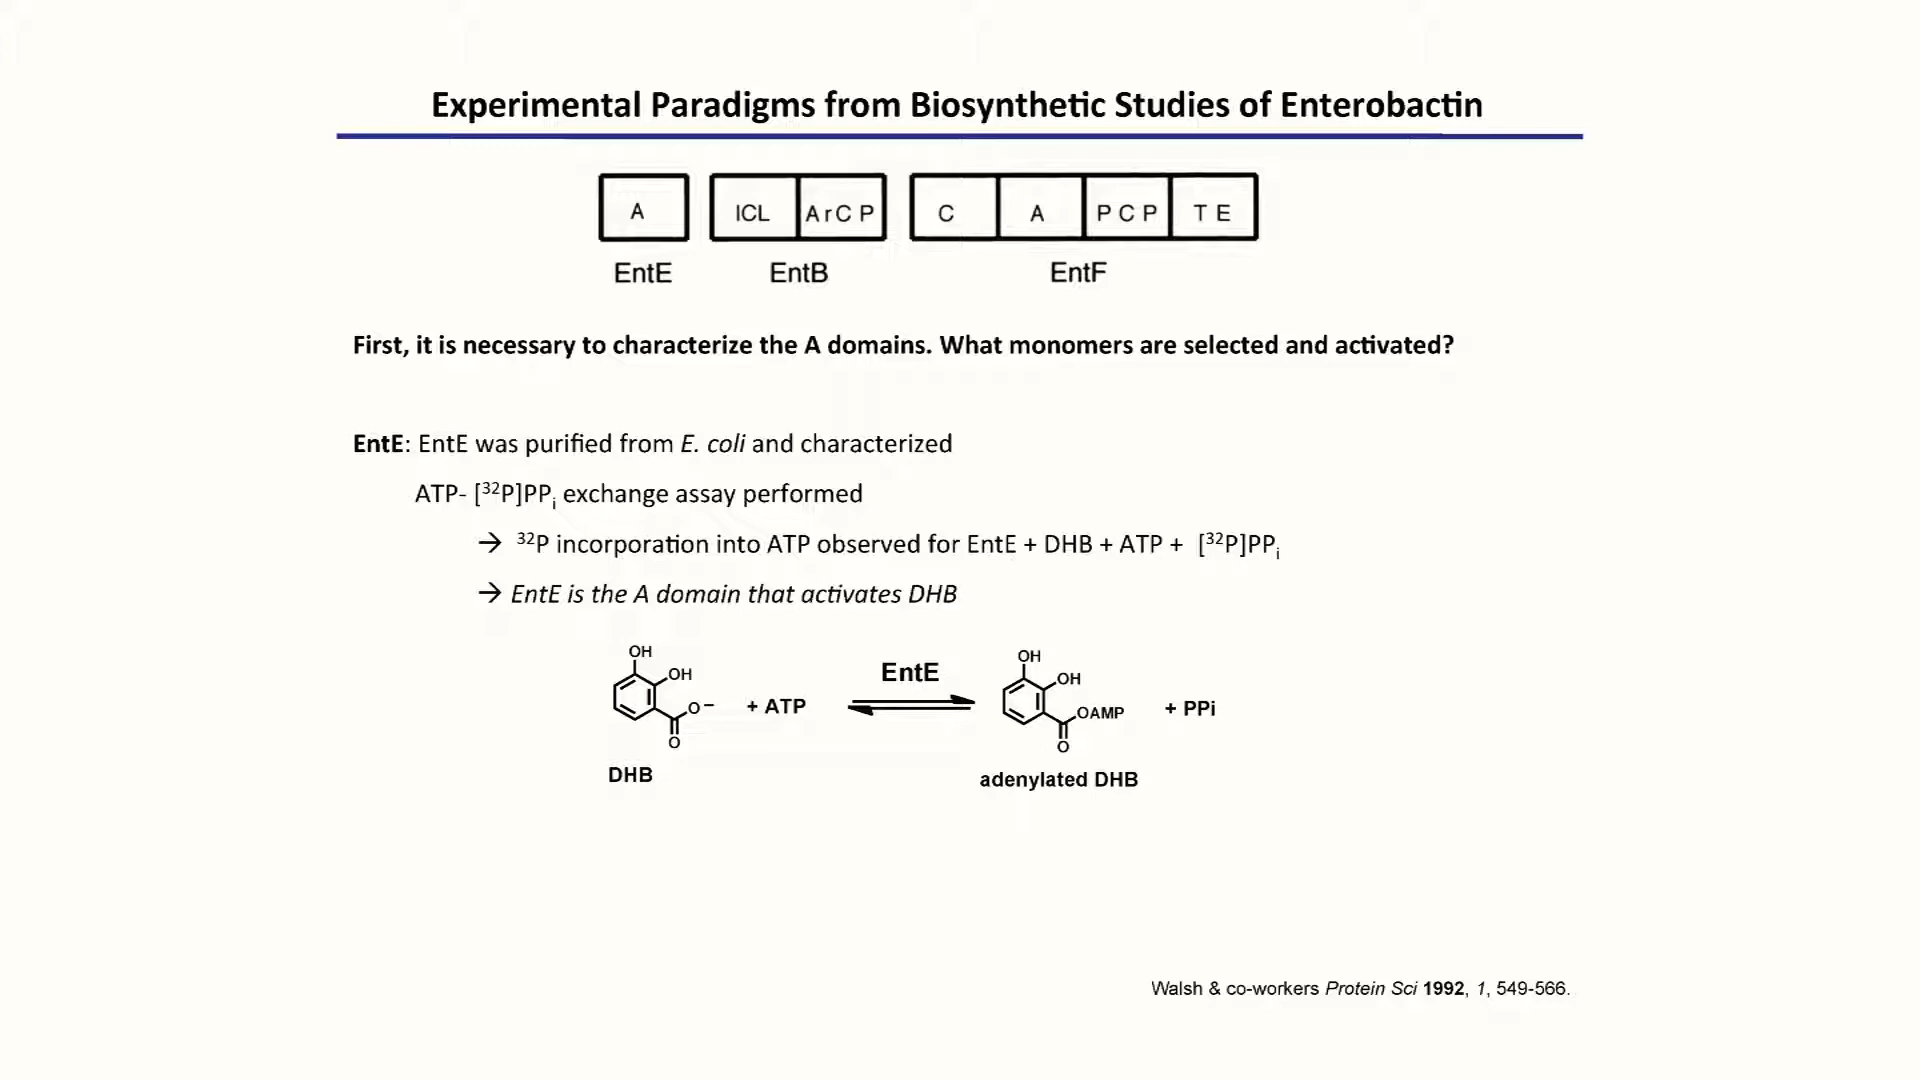 Experimental Paradigms from Biosynthetic Studies of Enterobactin
A ICL ArCP C A PCP TE
EntE EntB EntF
First, it is necessary to characterize the A domains. What monomers are selected and activated?
EntE: EntE was purified from E. coli and characterized
ATP- [³²P]PPᵢ exchange assay performed
→ ³²P incorporation into ATP observed for EntE + DHB + ATP + [³²P]PPᵢ
→ EntE is the A domain that activates DHB
OH OH O⁻ O + ATP EntE OH OH OAMP O + PPi
DHB adenylated DHB
Walsh & co-workers Protein Sci 1992, 1, 549-566.